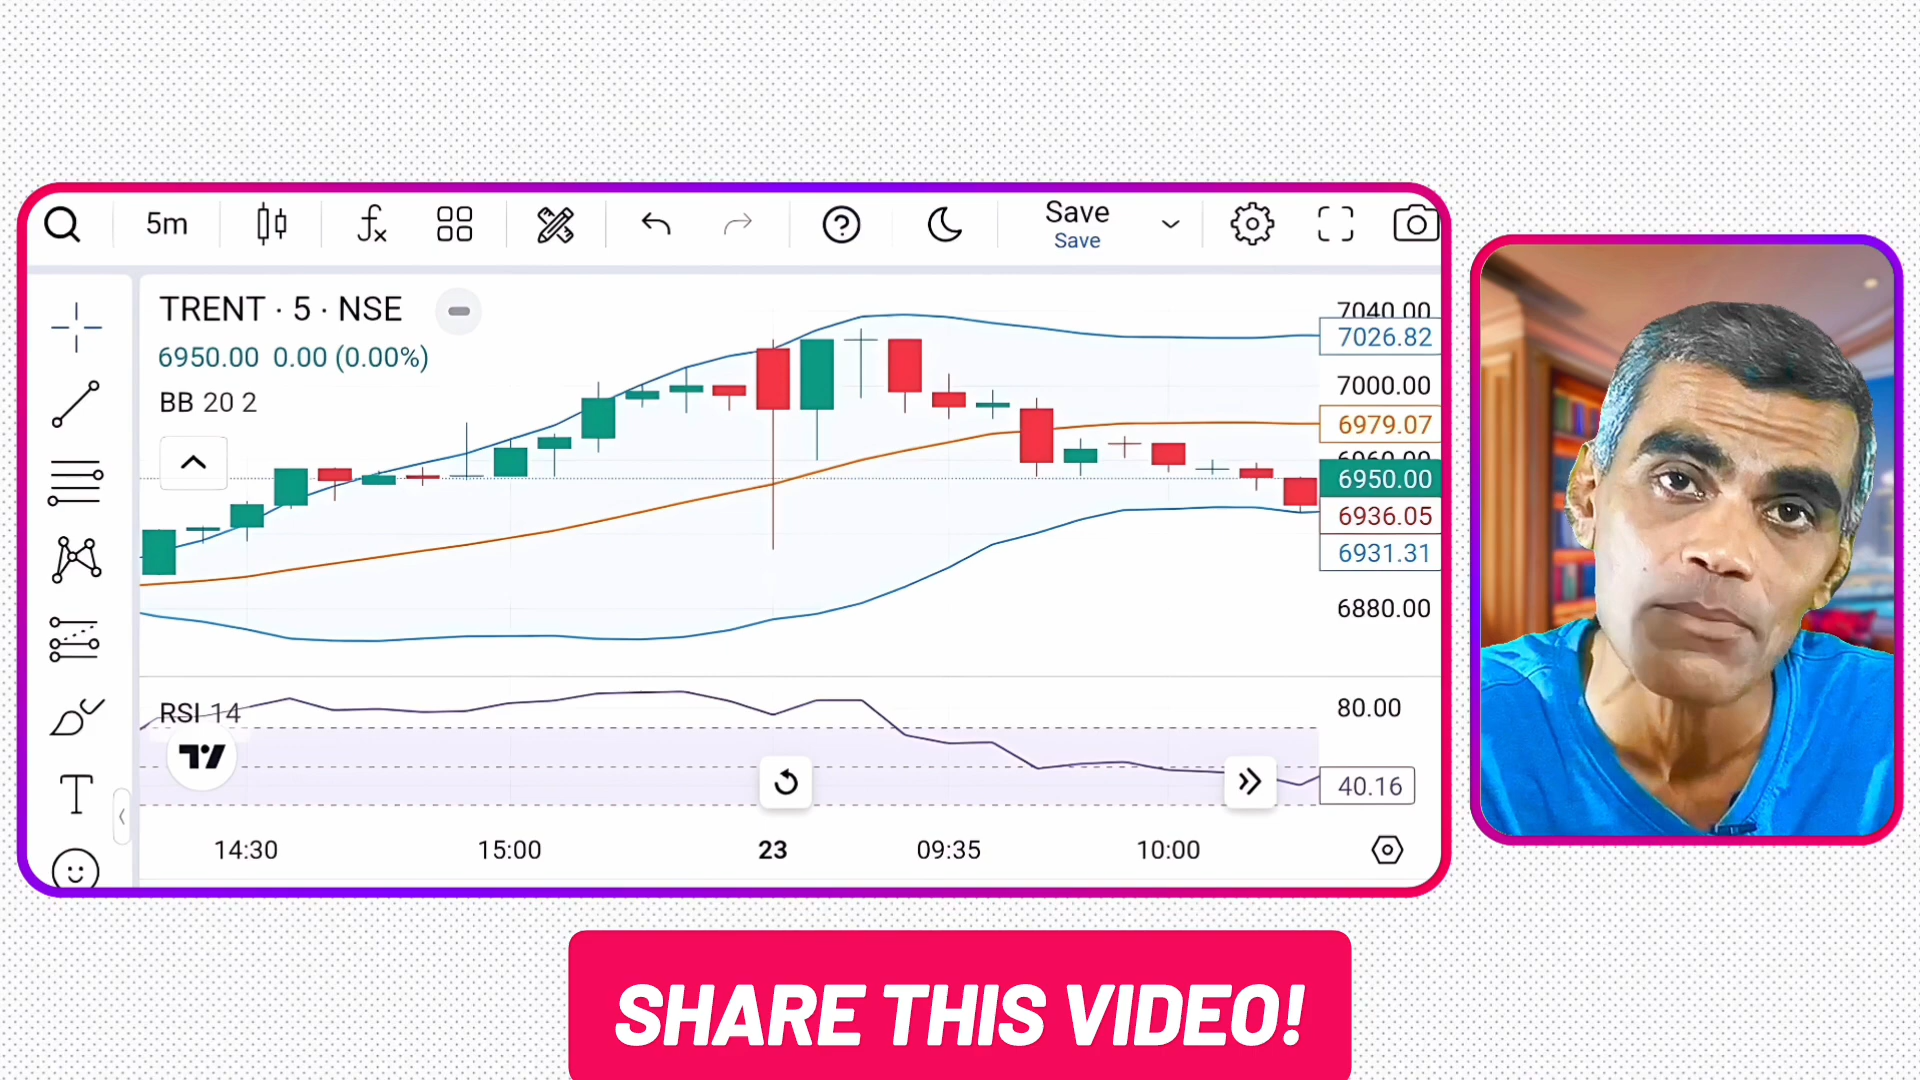 5m
Save
Save
TRENT · 5 · NSE
6950.00 0.00 (0.00%)
BB 20 2
7040.00
7026.82
7000.00
6979.07
6960.00
6950.00
6936.05
6931.31
6880.00
RSI 14
80.00
40.16
14:30
15:00
23
09:35
10:00
SHARE THIS VIDEO!